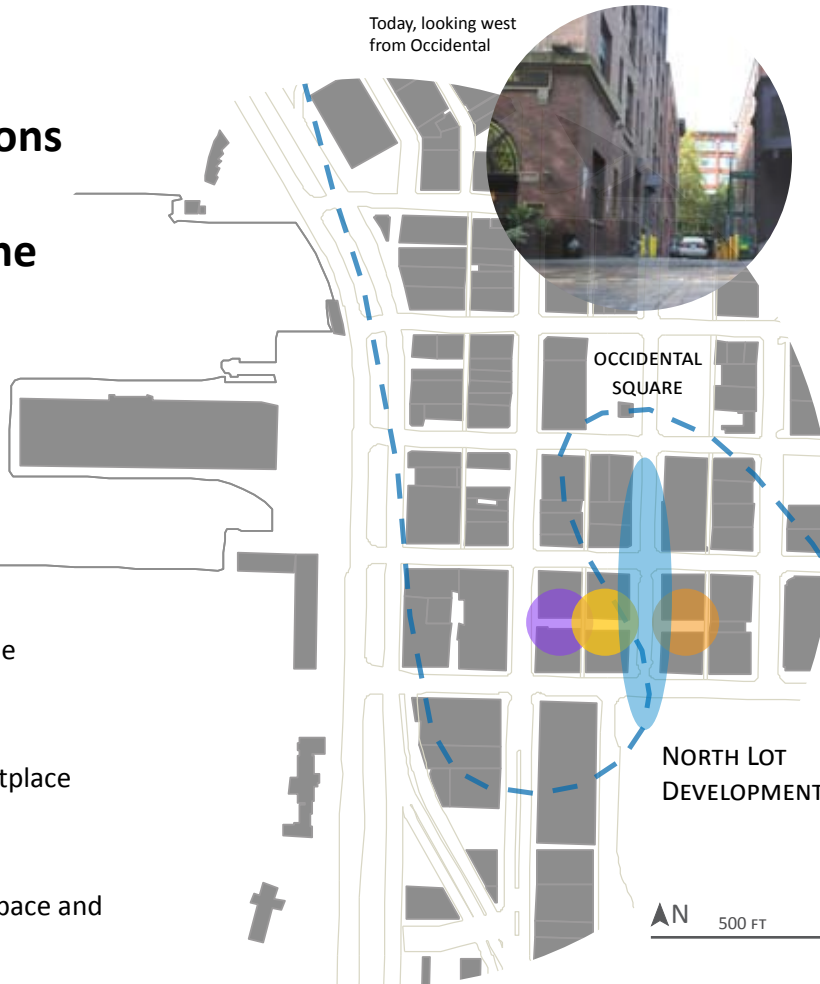 Today, looking west
from Occidental
ons
ne
OCCIDENTAL
SQUARE
e
tplace
NORTH LOT
DEVELOPMENT
pace and
N 500 FT